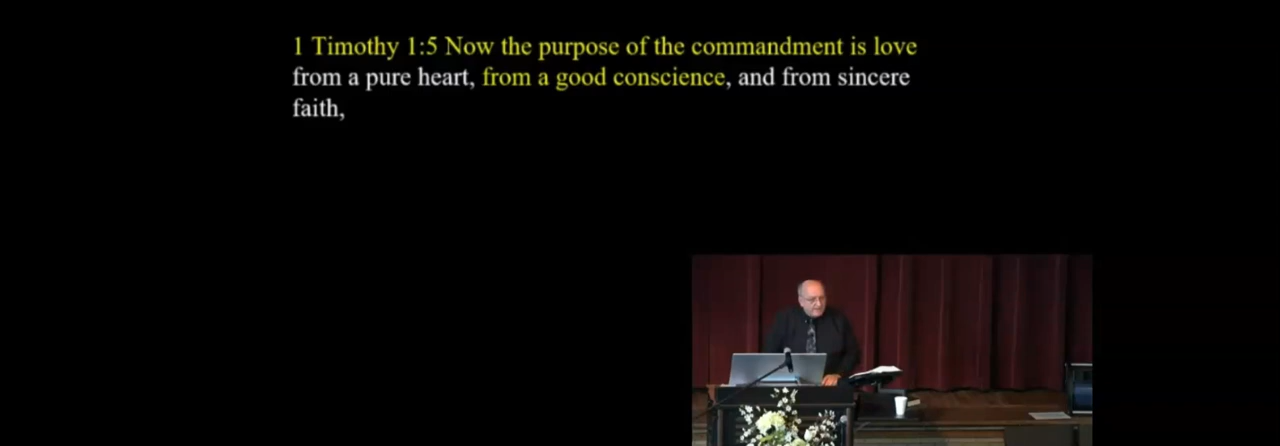 1 Timothy 1:5 Now the purpose of the commandment is love
from a pure heart, from a good conscience, and from sincere
faith,